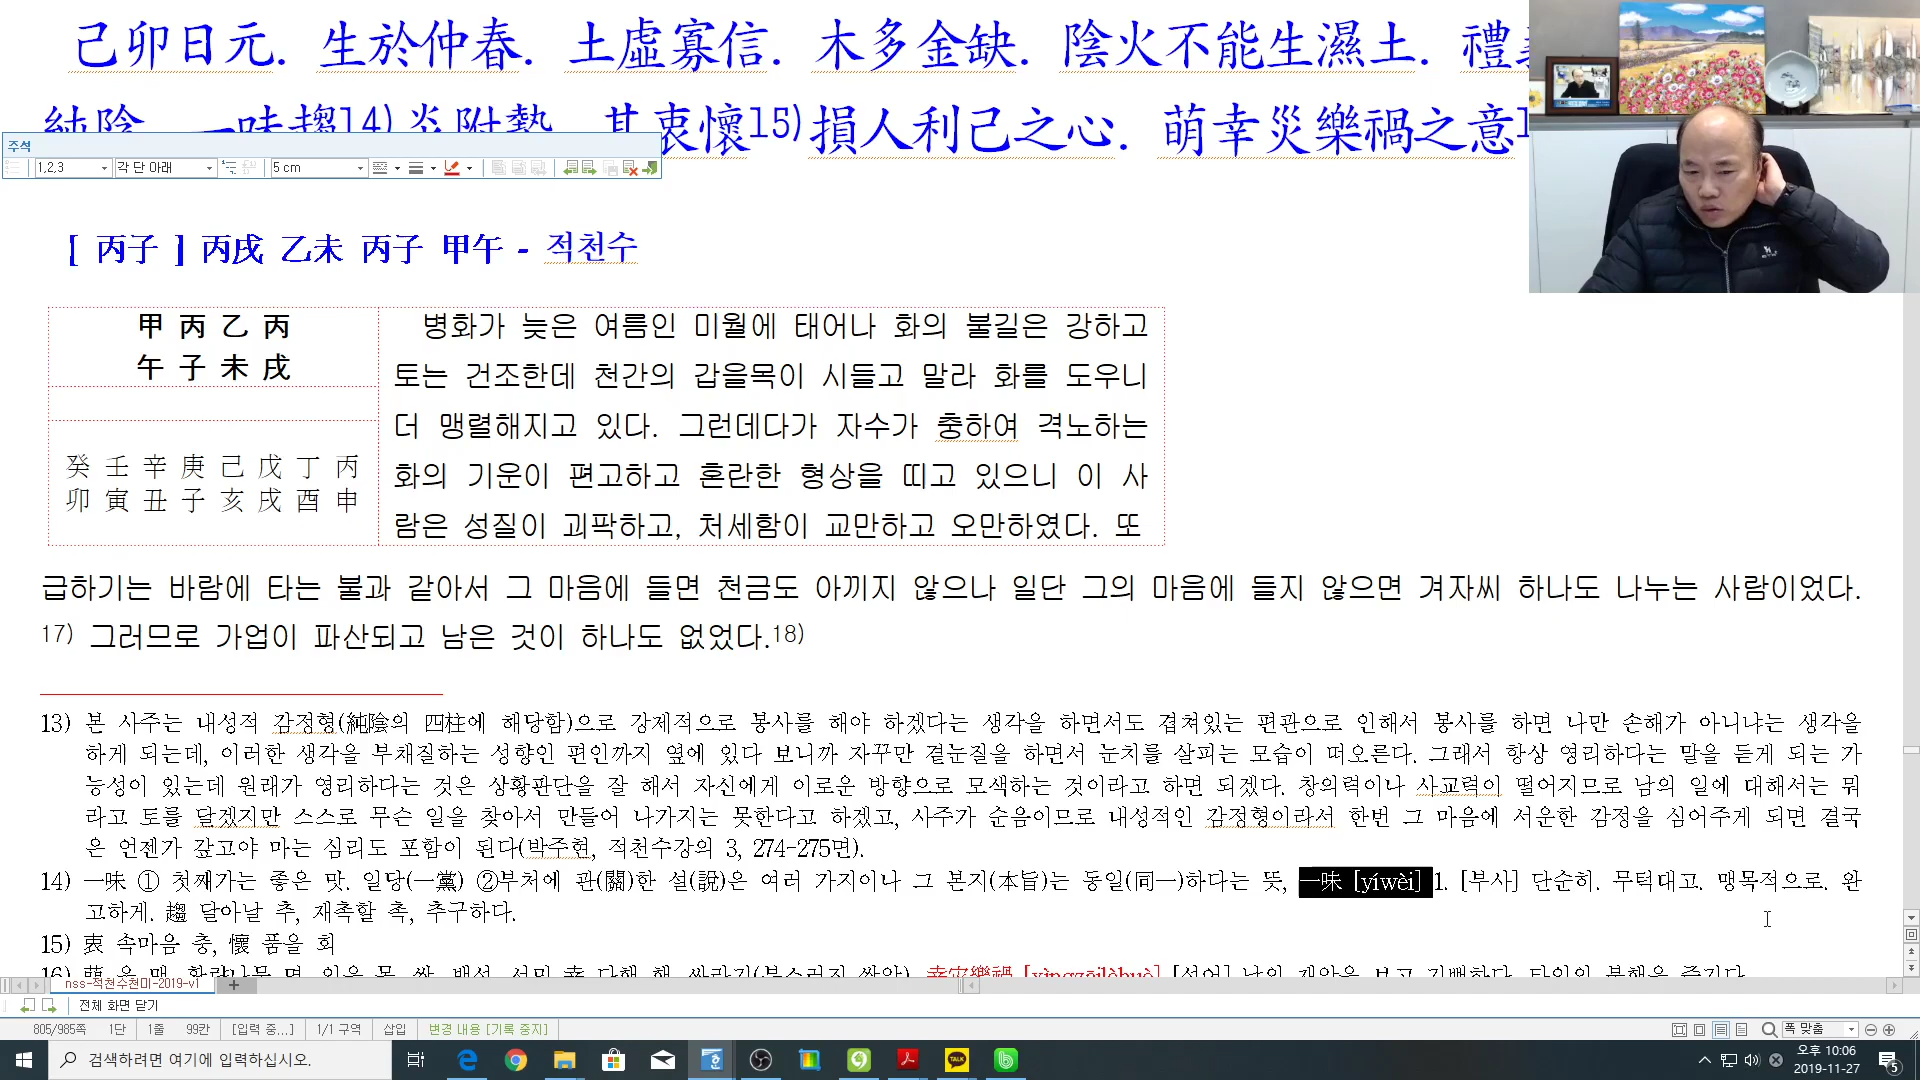 己卯日元. 生於仲春. 土虛寡信. 木多金缺. 陰火不能生濕土. 禮
純陰. 一味趨14)炎附勢. 其衷懷15)損人利己之心. 萌幸災樂禍之意1
주석
1,2,3 각 단 아래 5 cm
[ 丙子 ] 丙戌 乙未 丙子 甲午 - 적천수
甲 丙 乙 丙
午 子 未 戌
癸 壬 辛 庚 己 戊 丁 丙
卯 寅 丑 子 亥 戌 酉 申
병화가 늦은 여름인 미월에 태어나 화의 불길은 강하고
토는 건조한데 천간의 갑을목이 시들고 말라 화를 도우니
더 맹렬해지고 있다. 그런데다가 자수가 충하여 격노하는
화의 기운이 편고하고 혼란한 형상을 띠고 있으니 이 사
람은 성질이 괴팍하고, 처세함이 교만하고 오만하였다. 또
급하기는 바람에 타는 불과 같아서 그 마음에 들면 천금도 아끼지 않으나 일단 그의 마음에 들지 않으면 겨자씨 하나도 나누는 사람이었다.
17) 그러므로 가업이 파산되고 남은 것이 하나도 없었다.18)
13) 본 사주는 내성적 감정형(純陰의 四柱에 해당함)으로 강제적으로 봉사를 해야 하겠다는 생각을 하면서도 겹쳐있는 편관으로 인해서 봉사를 하면 나만 손해가 아니냐는 생각을
하게 되는데, 이러한 생각을 부채질하는 성향인 편인까지 옆에 있다 보니까 자꾸만 곁눈질을 하면서 눈치를 살피는 모습이 떠오른다. 그래서 항상 영리하다는 말을 듣게 되는 가
능성이 있는데 원래가 영리하다는 것은 상황판단을 잘 해서 자신에게 이로운 방향으로 모색하는 것이라고 하면 되겠다. 창의력이나 사교력이 떨어지므로 남의 일에 대해서는 뭐
라고 토를 달겠지만 스스로 무슨 일을 찾아서 만들어 나가지는 못한다고 하겠고, 사주가 순음이므로 내성적인 감정형이라서 한번 그 마음에 서운한 감정을 심어주게 되면 결국
은 언젠가 갚고야 마는 심리도 포함이 된다(박주현, 적천수강의 3, 274-275면).
14) 一味 ① 첫째가는 좋은 맛. 일당(一黨) ②부처에 관(關)한 설(說)은 여러 가지이나 그 본지(本旨)는 동일(同一)하다는 뜻, 一味 [yíwèi] 1. [부사] 단순히. 무턱대고. 맹목적으로. 완
고하게. 趨 달아날 추, 재촉할 촉, 추구하다.
15) 衷 속마음 충, 懷 품을 회
nss-적천수천미-2019-v1
전체 화면 닫기
805/985쪽 1단 1줄 99칸 [입력 중...] 1/1 구역 삽입 변경 내용 [기록 중지] 폭 맞춤
검색하려면 여기에 입력하십시오.
TALK
오후 10:06
2019-11-27
5